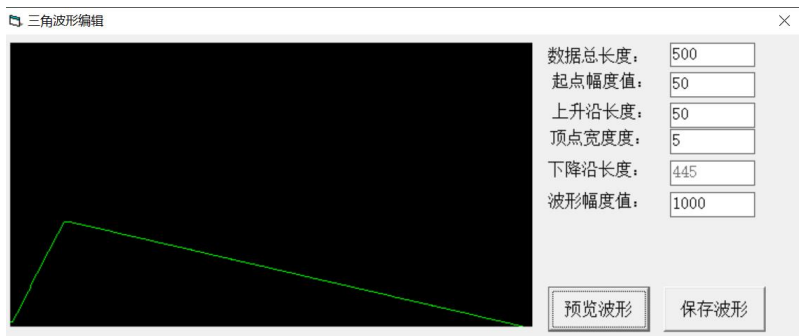 三角波形编辑
数据总长度： 500
起点幅度值： 50
上升沿长度： 50
顶点宽度度： 5
下降沿长度： 445
波形幅度值： 1000
预览波形 保存波形